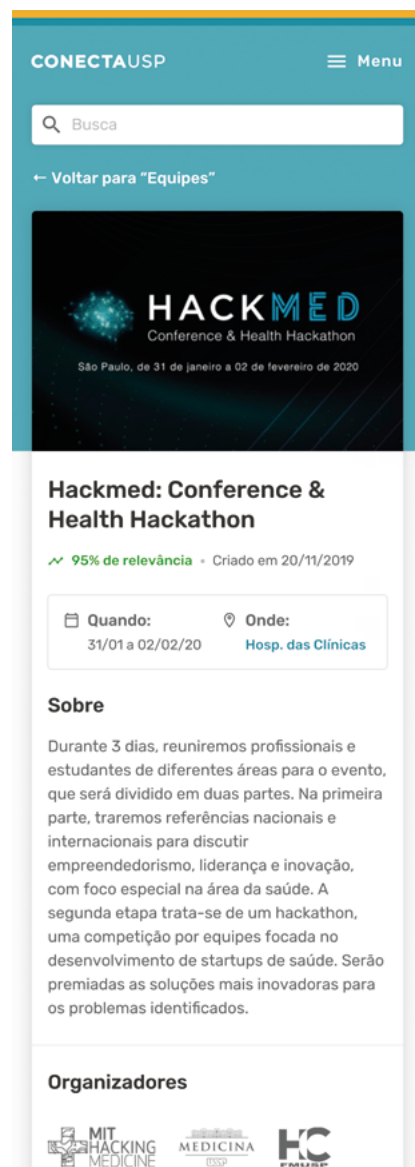 CONECTAUSP
Menu
Busca
← Voltar para “Equipes”
HACKMED
Conference & Health Hackathon
São Paulo, de 31 de janeiro a 02 de fevereiro de 2020
Hackmed: Conference &
Health Hackathon
95% de relevância • Criado em 20/11/2019
Quando:
31/01 a 02/02/20
Onde:
Hosp. das Clínicas
Sobre
Durante 3 dias, reuniremos profissionais e
estudantes de diferentes áreas para o evento,
que será dividido em duas partes. Na primeira
parte, traremos referências nacionais e
internacionais para discutir
empreendedorismo, liderança e inovação,
com foco especial na área da saúde. A
segunda etapa trata-se de um hackathon,
uma competição por equipes focada no
desenvolvimento de startups de saúde. Serão
premiadas as soluções mais inovadoras para
os problemas identificados.
Organizadores
MIT
HACKING
MEDICINE
MEDICINA
HC
FMUSP